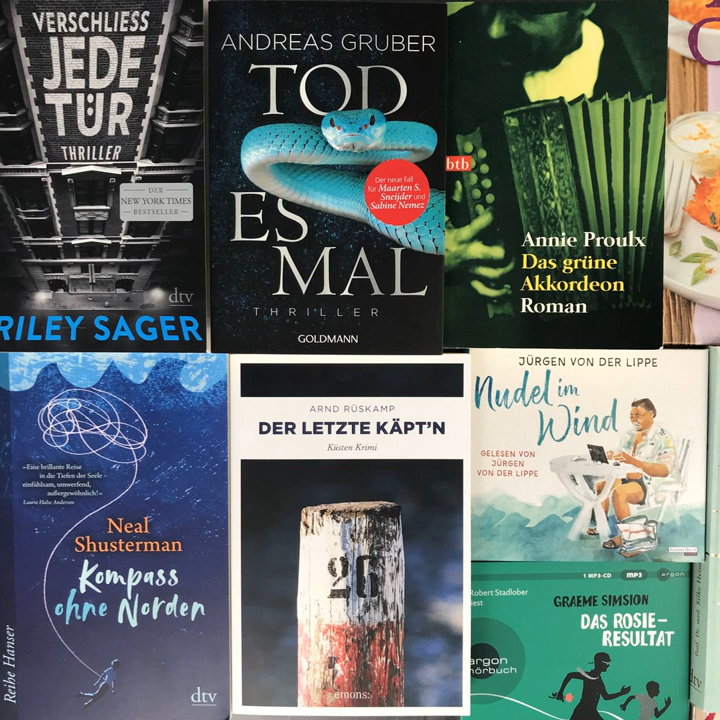 VERSCHLIESS
JEDE
TÜR
THRILLER
DER
NEW YORK TIMES
BESTSELLER
dtv
RILEY SAGER
ANDREAS GRUBER
TOD
ES
MAL
Der neue Fall
für Maarten S.
Sneijder und
Sabine Nemez
THRILLER
GOLDMANN
btb
Annie Proulx
Das grüne
Akkordeon
Roman
»Eine brillante Reise
in die Tiefen der Seele –
einfühlsam, umwerfend,
außergewöhnlich!«
Laurie Halse Anderson
Neal
Shusterman
Kompass
ohne Norden
Reihe Hanser
dtv
ARND RÜSKAMP
DER LETZTE KÄPT'N
Küsten Krimi
26
emons:
JÜRGEN VON DER LIPPE
Nudel im
Wind
GELESEN VON
JÜRGEN
VON DER LIPPE
1 MP3-CD
MP3
argon
Robert Stadlober
liest
GRAEME SIMSION
DAS ROSIE-
RESULTAT
argon
hörbuch